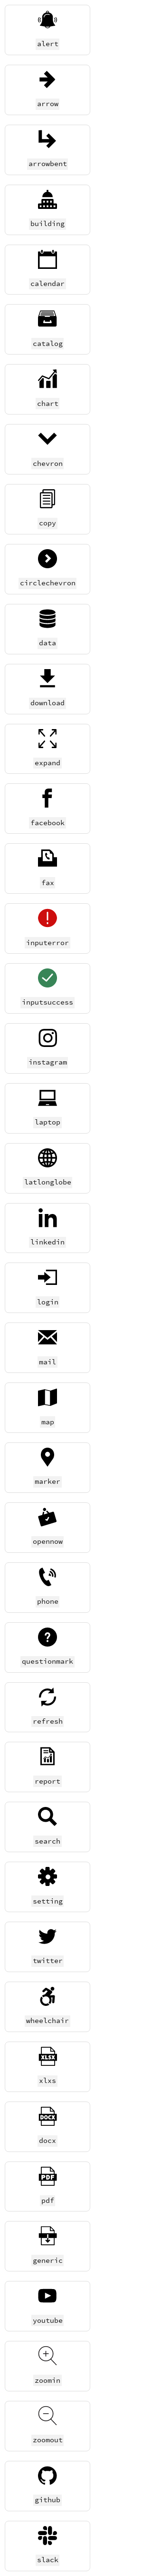 alert
arrow
arrowbent
building
calendar
catalog
chart
chevron
copy
circlechevron
data
download
expand
facebook
fax
inputerror
inputsuccess
instagram
laptop
latlonglobe
linkedin
login
mail
map
marker
opennow
phone
questionmark
refresh
report
search
setting
twitter
wheelchair
XLSX
xlxs
DOCX
docx
PDF
pdf
generic
youtube
zoomin
zoomout
github
slack